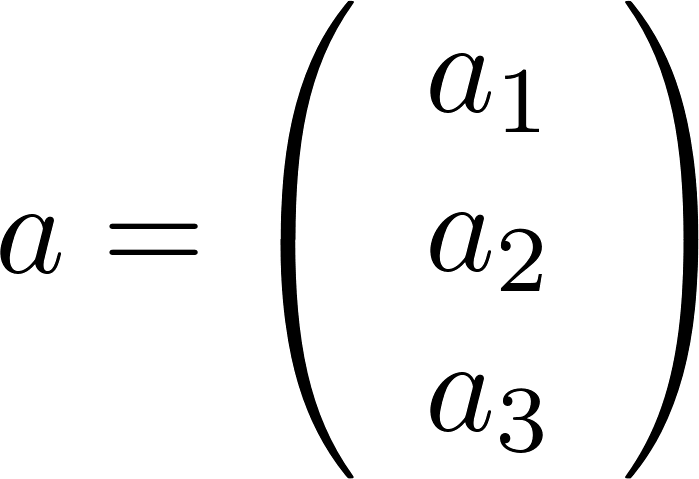 a = ( a₁
a₂
a₃ )